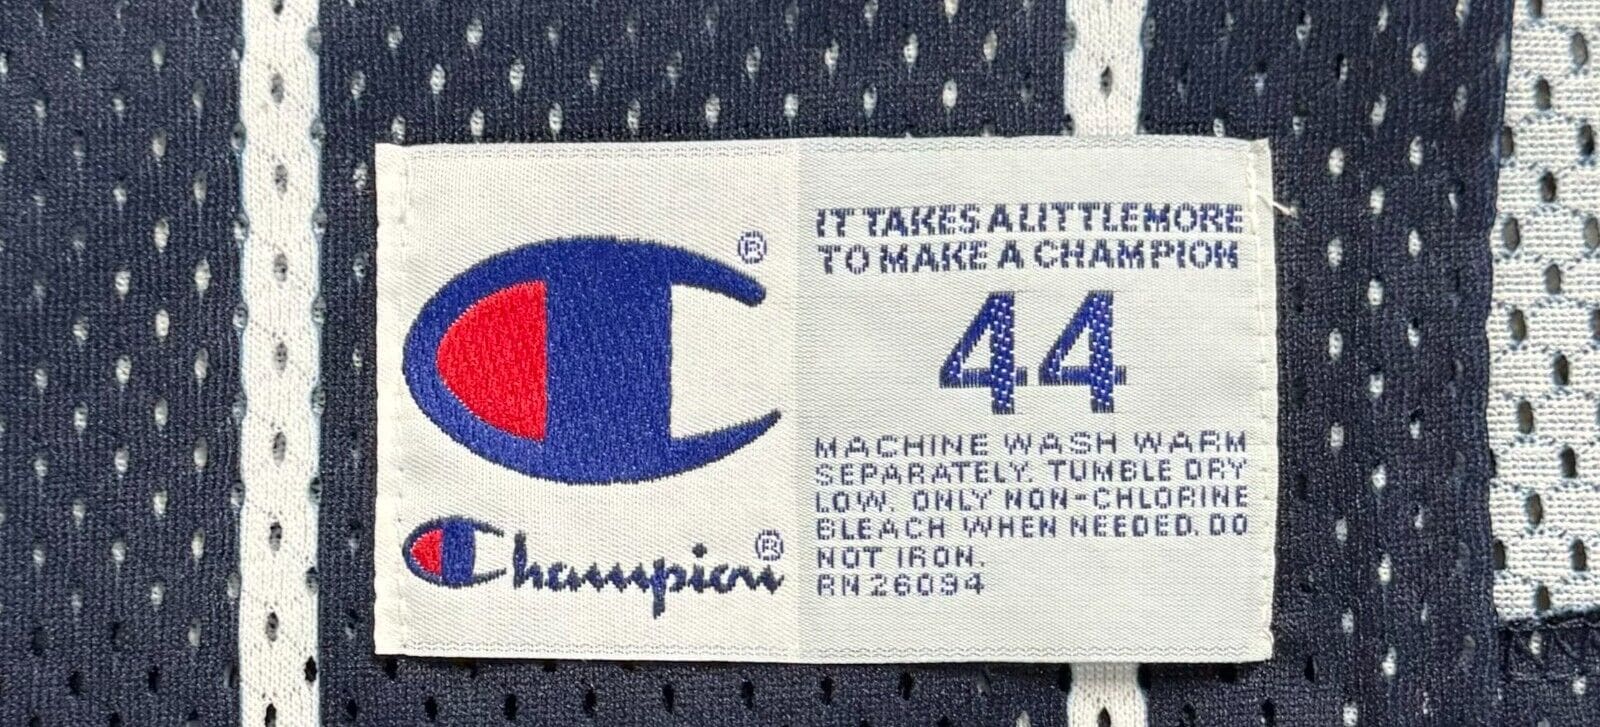 ®
Champion®
IT TAKES A LITTLE MORE
TO MAKE A CHAMPION
44
MACHINE WASH WARM
SEPARATELY. TUMBLE DRY
LOW. ONLY NON-CHLORINE
BLEACH WHEN NEEDED. DO
NOT IRON.
RN 26094